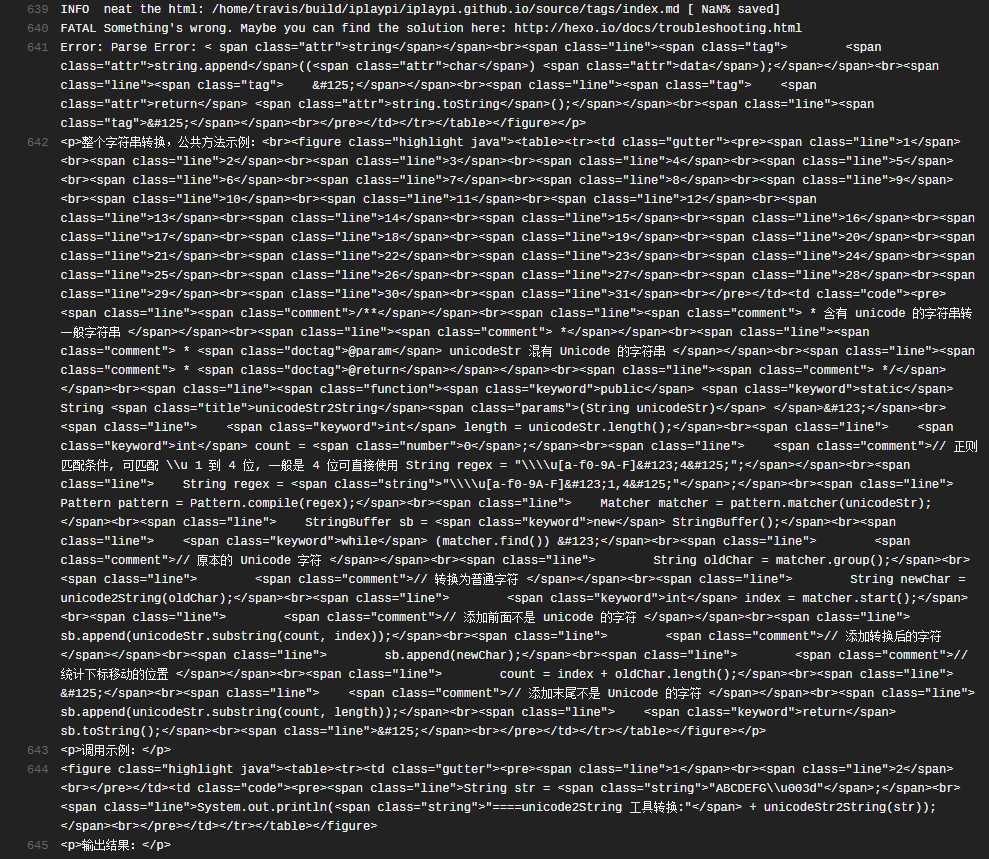 639 INFO  neat the html: /home/travis/build/iplaypi/iplaypi.github.io/source/tags/index.md [ NaN% saved]
640 FATAL Something's wrong. Maybe you can find the solution here: http://hexo.io/docs/troubleshooting.html
641 Error: Parse Error: < span class="attr">string</span></span><br><span class="line"><span class="tag">        <span
class="attr">string.append</span>((<span class="attr">char</span>) <span class="attr">data</span>);</span></span><br><span
class="line"><span class="tag">    &#125;</span></span><br><span class="line"><span class="tag">    <span
class="attr">return</span> <span class="attr">string.toString</span>();</span></span><br><span class="line"><span
class="tag">&#125;</span></span><br></pre></td></tr></table></figure></p>
642 <p>整个字符串转换，公共方法示例：<br><figure class="highlight java"><table><tr><td class="gutter"><pre><span class="line">1</span>
<br><span class="line">2</span><br><span class="line">3</span><br><span class="line">4</span><br><span class="line">5</span>
<br><span class="line">6</span><br><span class="line">7</span><br><span class="line">8</span><br><span class="line">9</span>
<br><span class="line">10</span><br><span class="line">11</span><br><span class="line">12</span><br><span
class="line">13</span><br><span class="line">14</span><br><span class="line">15</span><br><span class="line">16</span><br><span
class="line">17</span><br><span class="line">18</span><br><span class="line">19</span><br><span class="line">20</span><br><span
class="line">21</span><br><span class="line">22</span><br><span class="line">23</span><br><span class="line">24</span><br><span
class="line">25</span><br><span class="line">26</span><br><span class="line">27</span><br><span class="line">28</span><br><span
class="line">29</span><br><span class="line">30</span><br><span class="line">31</span><br></pre></td><td class="code"><pre>
<span class="line"><span class="comment">/**</span></span><br><span class="line"><span class="comment"> * 含有 unicode 的字符串转
一般字符串 </span></span><br><span class="line"><span class="comment"> *</span></span><br><span class="line"><span
class="comment"> * <span class="doctag">@param</span> unicodeStr 混有 Unicode 的字符串 </span></span><br><span class="line"><span
class="comment"> * <span class="doctag">@return</span></span></span><br><span class="line"><span class="comment"> */</span>
</span><br><span class="line"><span class="function"><span class="keyword">public</span> <span class="keyword">static</span>
String <span class="title">unicodeStr2String</span><span class="params">(String unicodeStr)</span> </span>&#123;</span><br>
<span class="line">    <span class="keyword">int</span> length = unicodeStr.length();</span><br><span class="line">    <span
class="keyword">int</span> count = <span class="number">0</span>;</span><br><span class="line">    <span class="comment">// 正则
匹配条件，可匹配 \\u 1 到 4 位，一般是 4 位可直接使用 String regex = "\\\\u[a-f0-9A-F]&#123;4&#125;";</span></span><br><span
class="line">    String regex = <span class="string">"\\\\u[a-f0-9A-F]&#123;1,4&#125;"</span>;</span><br><span class="line">
Pattern pattern = Pattern.compile(regex);</span><br><span class="line">    Matcher matcher = pattern.matcher(unicodeStr);
</span><br><span class="line">    StringBuffer sb = <span class="keyword">new</span> StringBuffer();</span><br><span
class="line">    <span class="keyword">while</span> (matcher.find()) &#123;</span><br><span class="line">        <span
class="comment">// 原本的 Unicode 字符 </span></span><br><span class="line">        String oldChar = matcher.group();</span><br>
<span class="line">        <span class="comment">// 转换为普通字符 </span></span><br><span class="line">        String newChar =
unicode2String(oldChar);</span><br><span class="line">        <span class="keyword">int</span> index = matcher.start();</span>
<br><span class="line">        <span class="comment">// 添加前面不是 unicode 的字符 </span></span><br><span class="line">
sb.append(unicodeStr.substring(count, index));</span><br><span class="line">        <span class="comment">// 添加转换后的字符
</span></span><br><span class="line">        sb.append(newChar);</span><br><span class="line">        <span class="comment">//
统计下标移动的位置 </span></span><br><span class="line">        count = index + oldChar.length();</span><br><span class="line">
&#125;</span><br><span class="line">    <span class="comment">// 添加末尾不是 Unicode 的字符 </span></span><br><span class="line">
sb.append(unicodeStr.substring(count, length));</span><br><span class="line">    <span class="keyword">return</span>
sb.toString();</span><br><span class="line">&#125;</span><br></pre></td></tr></table></figure></p>
643 <p>调用示例：</p>
644 <figure class="highlight java"><table><tr><td class="gutter"><pre><span class="line">1</span><br><span class="line">2</span>
<br></pre></td><td class="code"><pre><span class="line">String str = <span class="string">"ABCDEFG\\u003d"</span>;</span><br>
<span class="line">System.out.println(<span class="string">"====unicode2String 工具转换:"</span> + unicodeStr2String(str));
</span><br></pre></td></tr></table></figure>
645 <p>输出结果：</p>